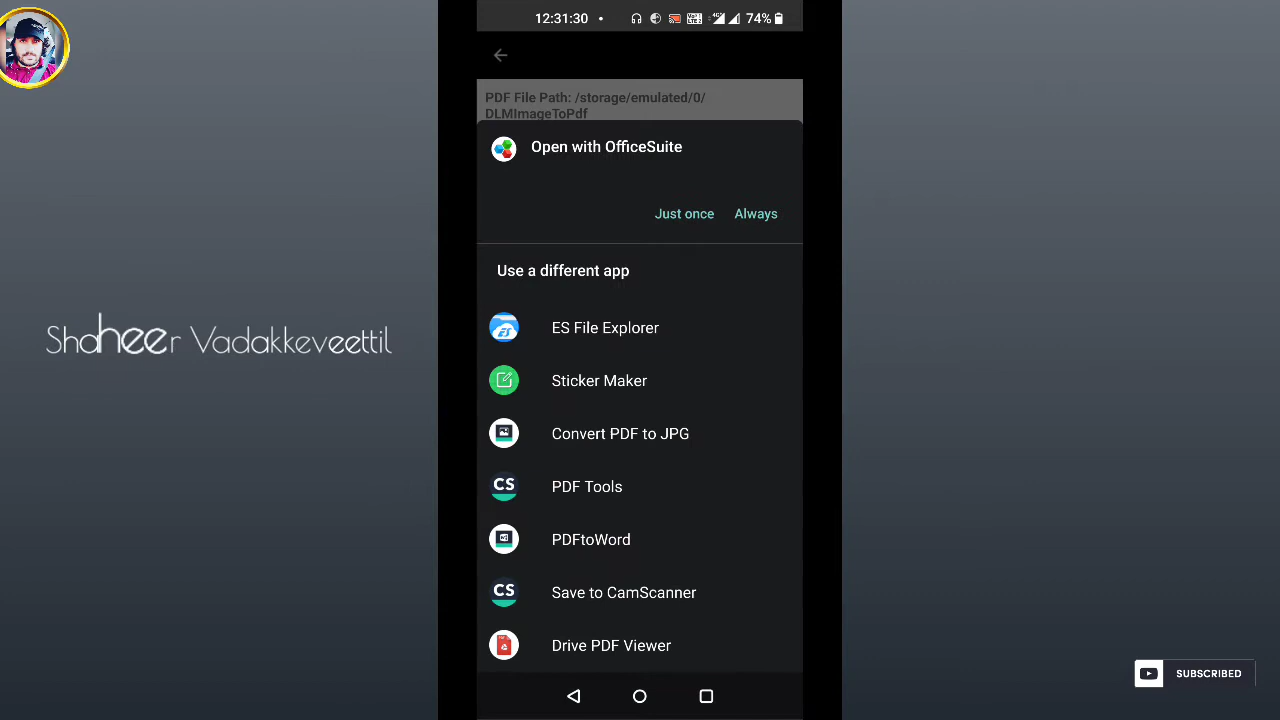 12:31:30 74%
PDF File Path: /storage/emulated/0/
DLMImageToPdf
Open with OfficeSuite
Just once Always
Use a different app
ES File Explorer
Sticker Maker
Convert PDF to JPG
CS PDF Tools
PDFtoWord
CS Save to CamScanner
Drive PDF Viewer
Shaheer Vadakkeveettil
SUBSCRIBED